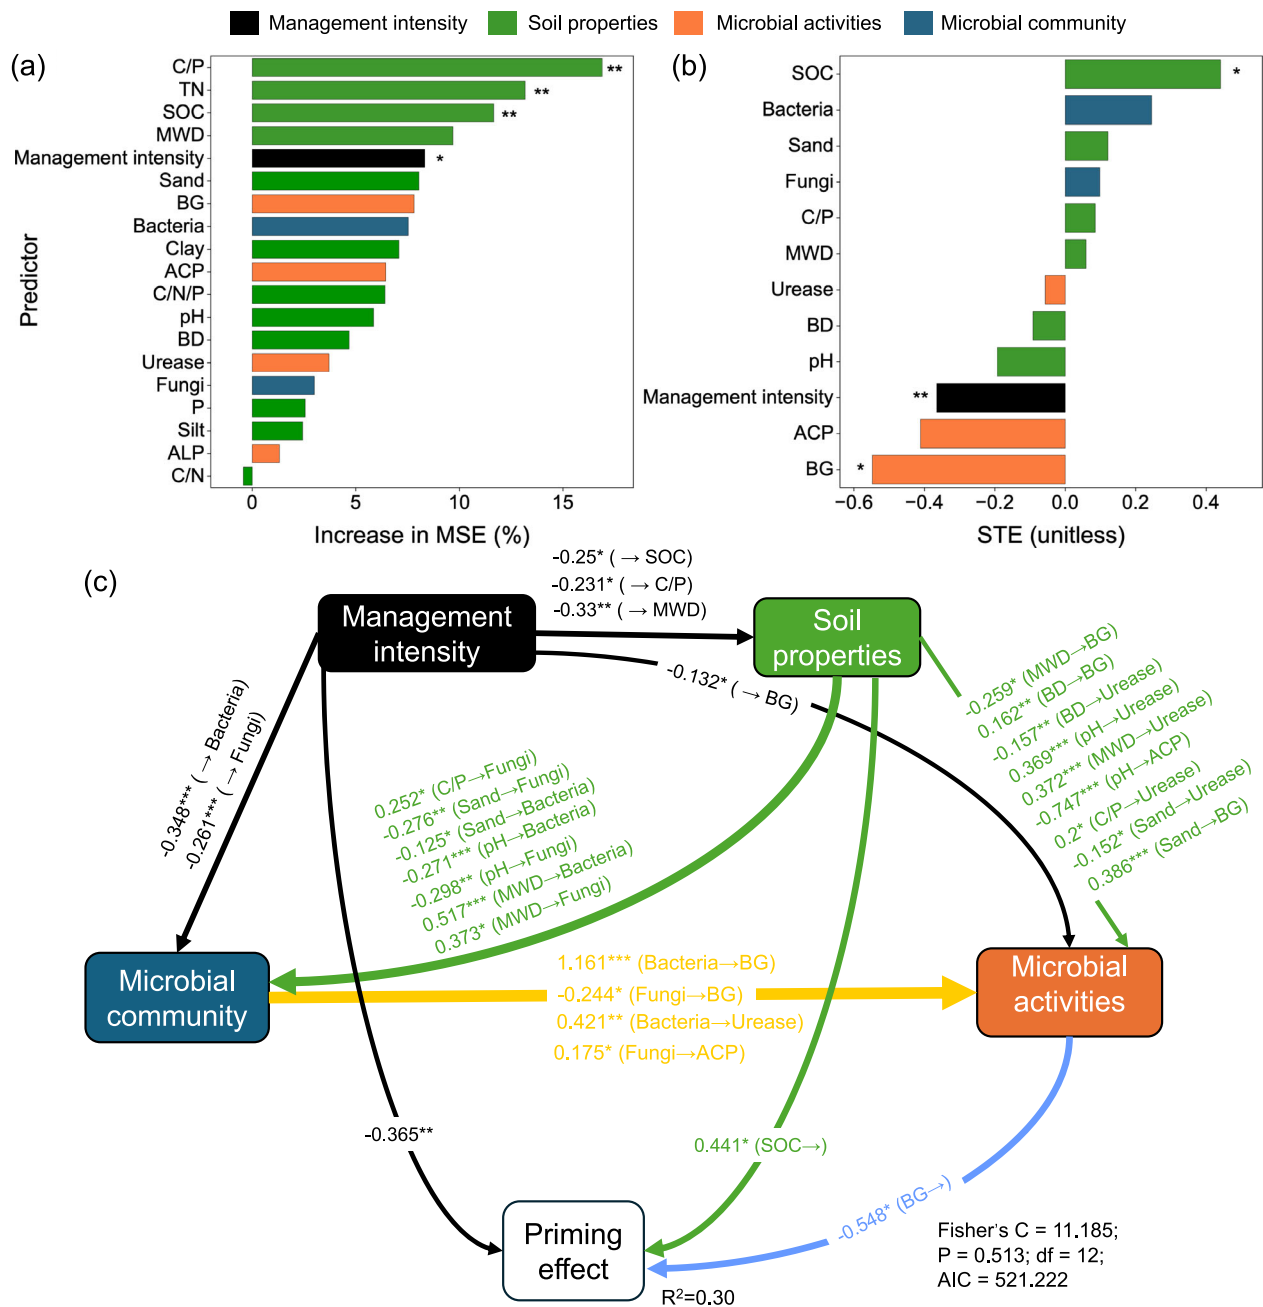 Management intensity
Soil properties
Microbial activities
Microbial community
(a)
Predictor
C/P
**
TN
**
SOC
**
MWD
Management intensity
*
Sand
BG
Bacteria
Clay
ACP
C/N/P
pH
BD
Urease
Fungi
P
Silt
ALP
C/N
0
5
10
15
Increase in MSE (%)
(b)
SOC
*
Bacteria
Sand
Fungi
C/P
MWD
Urease
BD
pH
Management intensity
**
ACP
BG
*
−0.6
−0.4
−0.2
0.0
0.2
0.4
STE (unitless)
(c)
Management
intensity
-0.25* ( → SOC)
-0.231* ( → C/P)
-0.33** ( → MWD)
Soil
properties
-0.132* ( → BG)
-0.348*** ( → Bacteria)
-0.261*** ( → Fungi)
0.252* (C/P→Fungi)
-0.276** (Sand→Fungi)
-0.125* (Sand→Bacteria)
-0.271*** (pH→Bacteria)
-0.298** (pH→Fungi)
0.517*** (MWD→Bacteria)
0.373* (MWD→Fungi)
-0.259* (MWD→BG)
0.162** (BD→BG)
-0.157** (BD→Urease)
0.369*** (pH→Urease)
0.372*** (MWD→Urease)
-0.747*** (pH→ACP)
0.2* (C/P→Urease)
-0.152* (Sand→Urease)
0.386*** (Sand→BG)
Microbial
community
1.161*** (Bacteria→BG)
-0.244* (Fungi→BG)
0.421** (Bacteria→Urease)
0.175* (Fungi→ACP)
Microbial
activities
-0.365**
0.441* (SOC→)
-0.548* (BG→)
Priming
effect
R²=0.30
Fisher's C = 11.185;
P = 0.513; df = 12;
AIC = 521.222